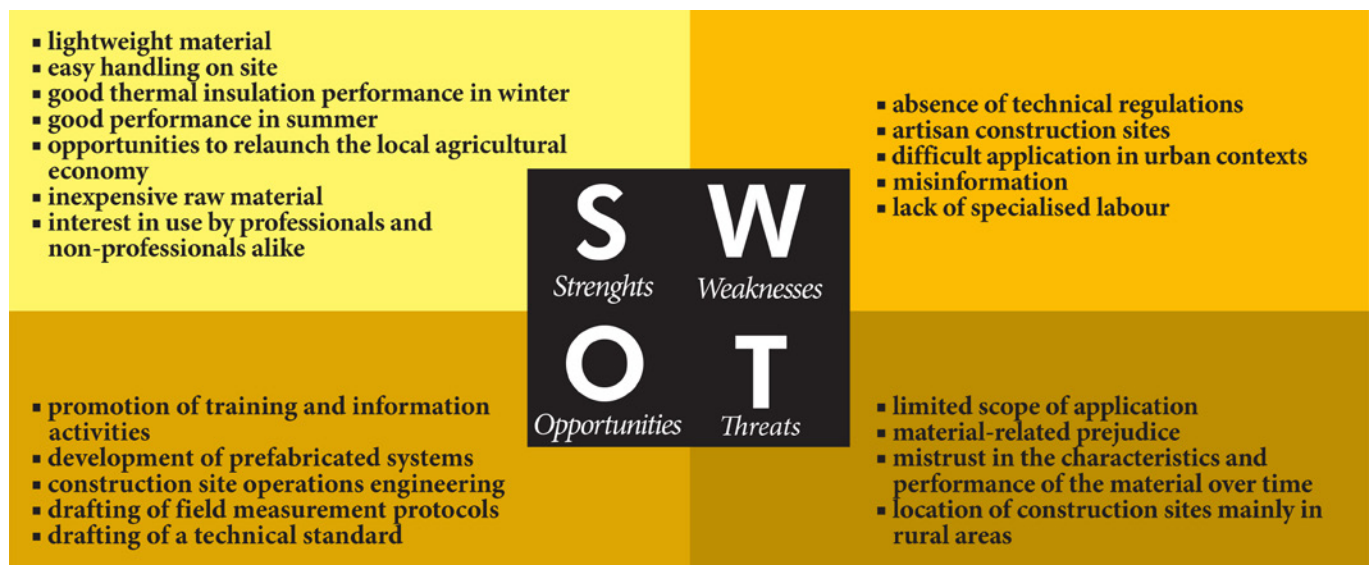 ▪ lightweight material
▪ easy handling on site
▪ good thermal insulation performance in winter
▪ good performance in summer
▪ opportunities to relaunch the local agricultural
economy
▪ inexpensive raw material
▪ interest in use by professionals and
non-professionals alike
▪ absence of technical regulations
▪ artisan construction sites
▪ difficult application in urban contexts
▪ misinformation
▪ lack of specialised labour
S
Strenghts
W
Weaknesses
O
Opportunities
T
Threats
▪ promotion of training and information
activities
▪ development of prefabricated systems
▪ construction site operations engineering
▪ drafting of field measurement protocols
▪ drafting of a technical standard
▪ limited scope of application
▪ material-related prejudice
▪ mistrust in the characteristics and
performance of the material over time
▪ location of construction sites mainly in
rural areas